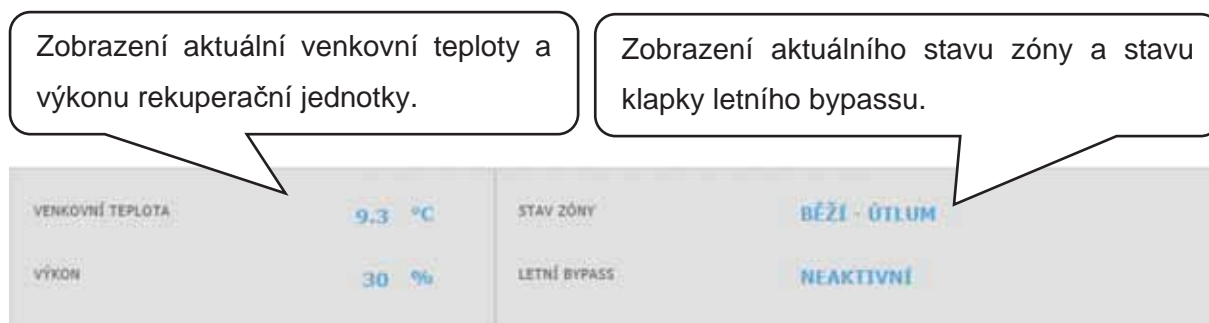 Zobrazení aktuální venkovní teploty a
výkonu rekuperační jednotky.
Zobrazení aktuálního stavu zóny a stavu
klapky letního bypassu.
VENKOVNÍ TEPLOTA 9.3 °C
VÝKON 30 %
STAV ZÓNY BĚŽÍ - ÚTLUM
LETNÍ BYPASS NEAKTIVNÍ